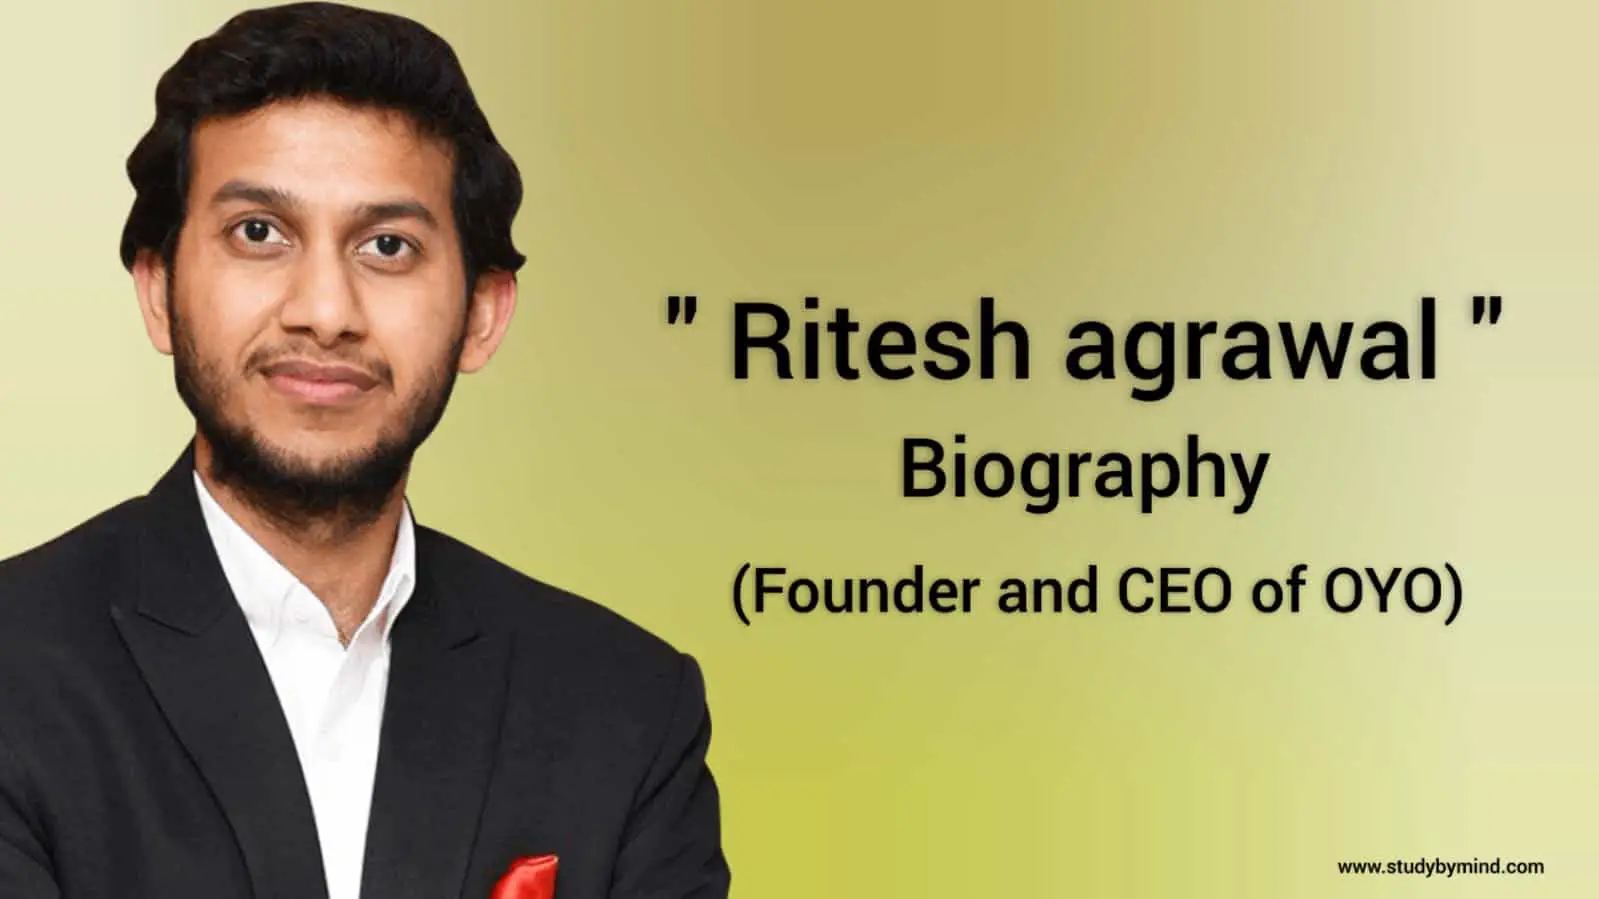 " Ritesh agrawal "
Biography
(Founder and CEO of OYO)
www.studybymind.com